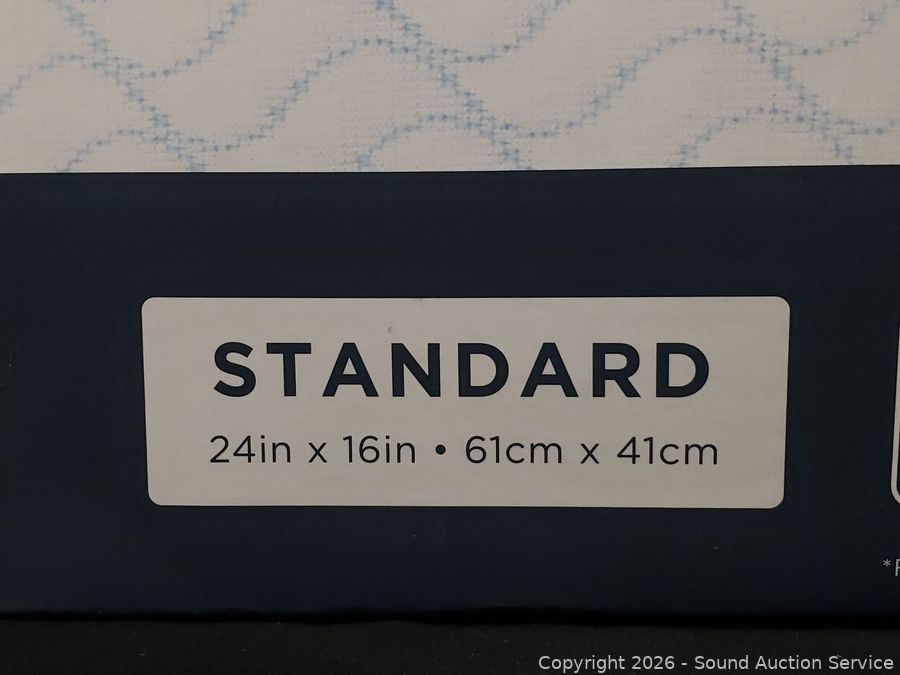 STANDARD
24in x 16in • 61cm x 41cm
Copyright 2026 - Sound Auction Service